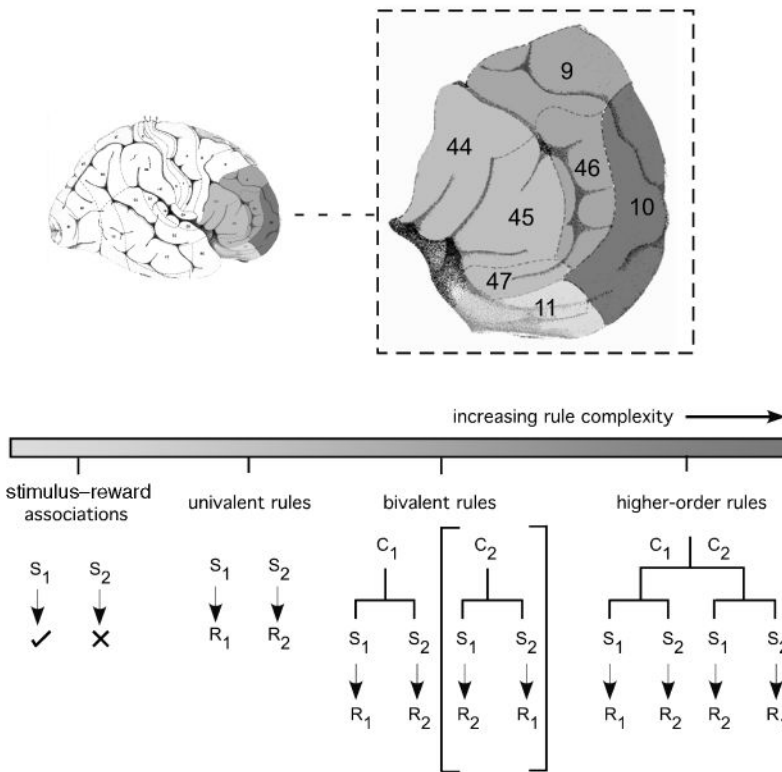 9
44
46
45
10
47
11
increasing rule complexity
stimulus–reward
associations
univalent rules
bivalent rules
higher-order rules
C1
C2
C1 C2
S1 S2
S1 S2
S1 S2
S1 S2
S1 S2 S1 S2
R1 R2
R1 R2
R2 R1
R1 R2 R2